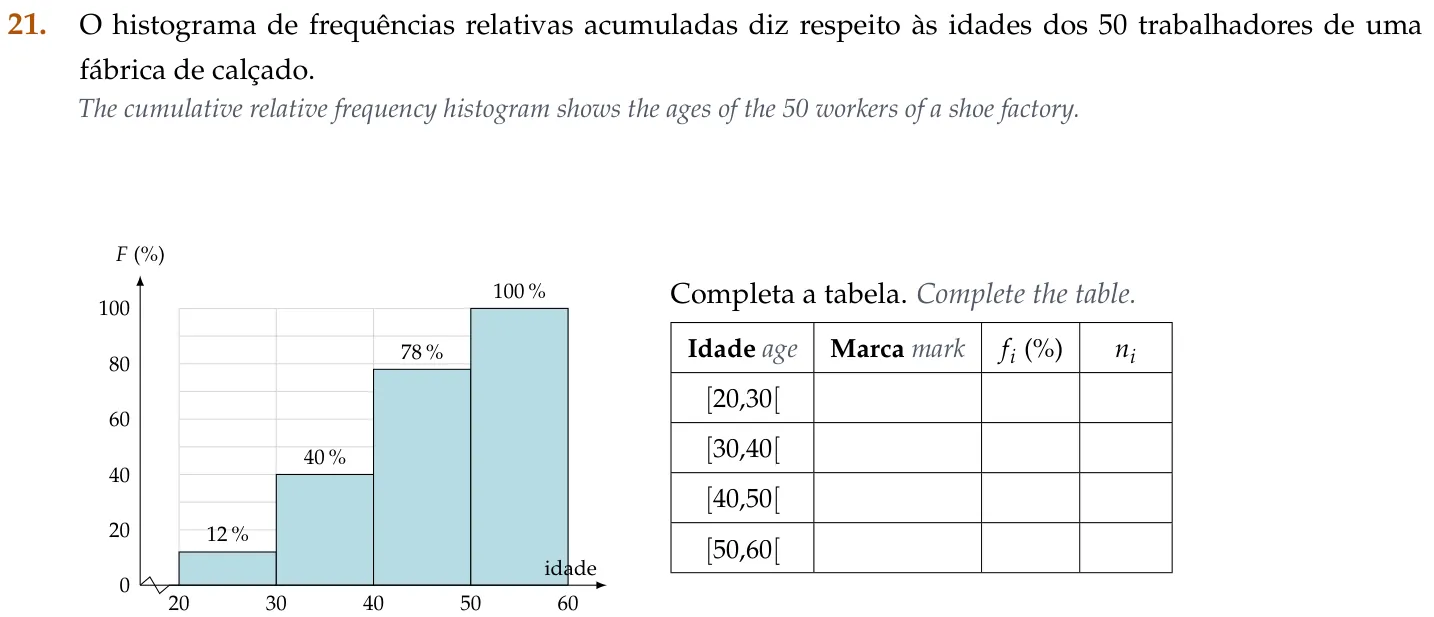 21. O histograma de frequências relativas acumuladas diz respeito às idades dos 50 trabalhadores de uma
fábrica de calçado.
The cumulative relative frequency histogram shows the ages of the 50 workers of a shoe factory.
F (%)
100 %
100
78 %
80
60
40 %
40
20
12 %
idade
0
20 30 40 50 60
Completa a tabela. Complete the table.
Idade age Marca mark fᵢ (%) nᵢ
[20,30[
[30,40[
[40,50[
[50,60[